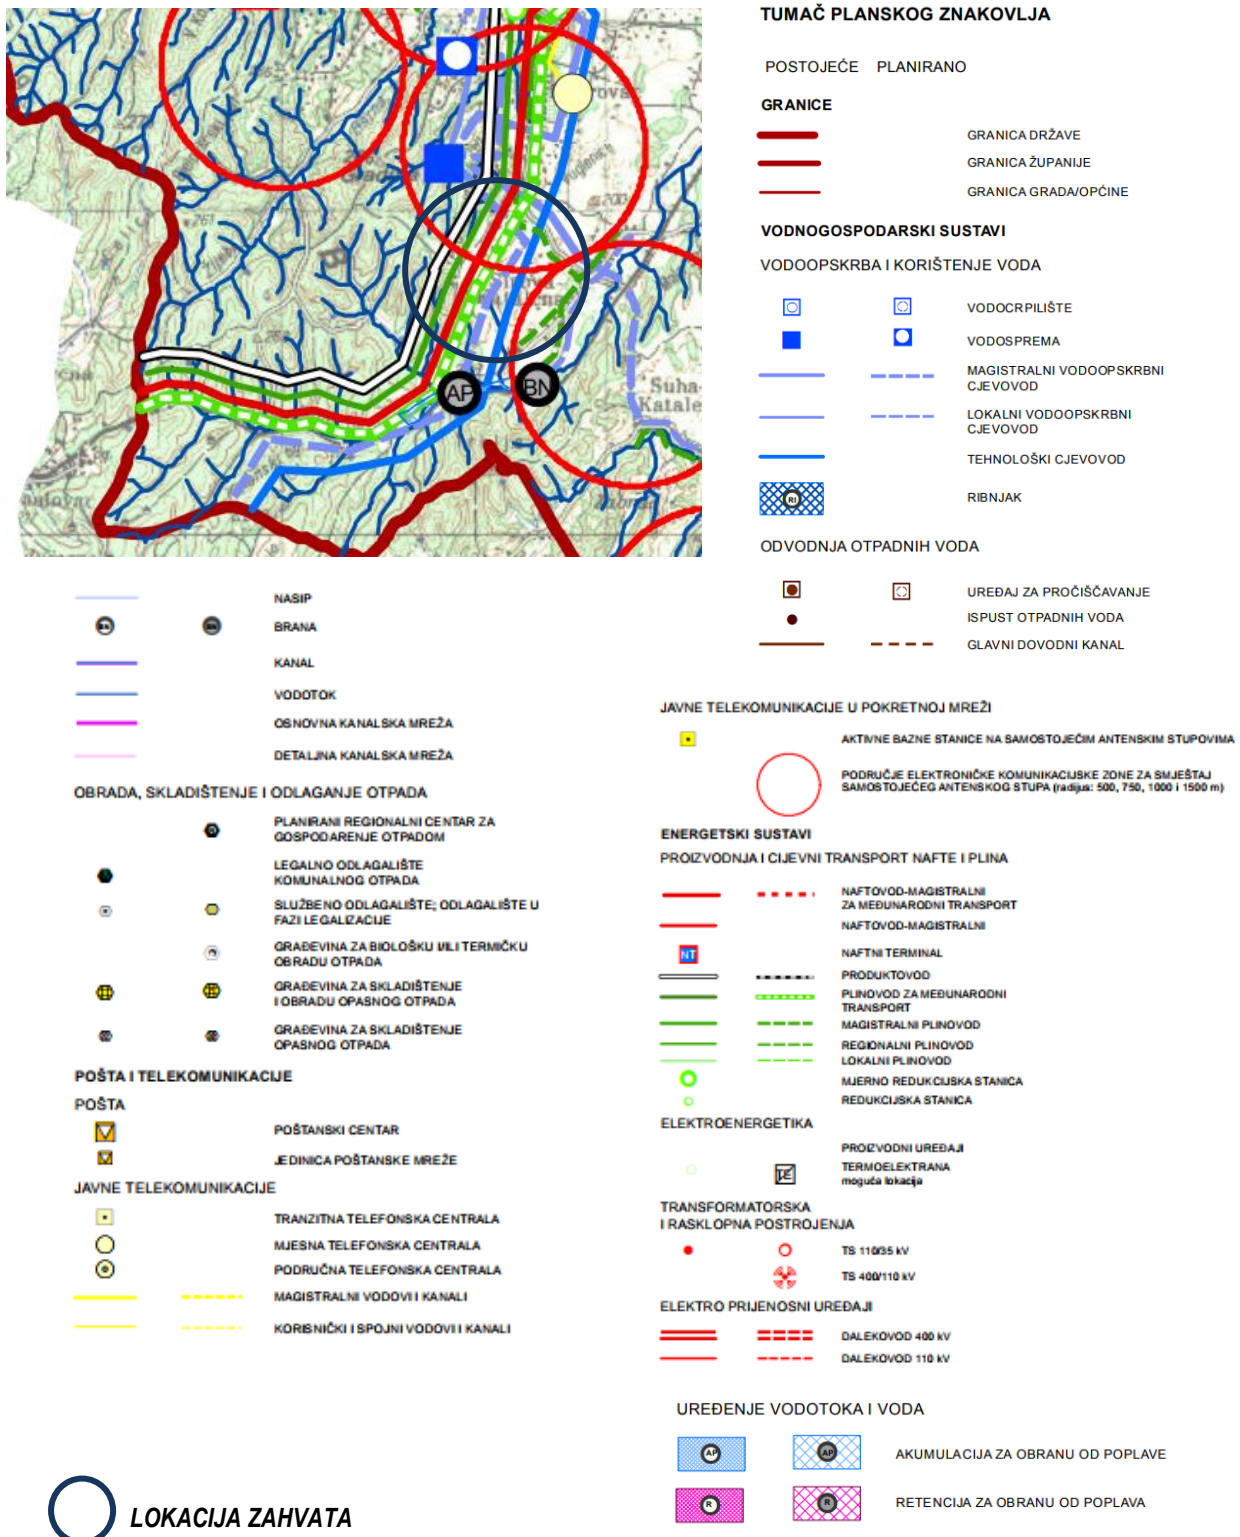 AP
BN
Suha-
Katale
TUMAČ PLANSKOG ZNAKOVLJA
POSTOJEĆE PLANIRANO
GRANICE
GRANICA DRŽAVE
GRANICA ŽUPANIJE
GRANICA GRADA/OPĆINE
VODNOGOSPODARSKI SUSTAVI
VODOOPSKRBA I KORIŠTENJE VODA
VODOCRPILIŠTE
VODOSPREMA
MAGISTRALNI VODOOPSKRBNI
CJEVOVOD
LOKALNI VODOOPSKRBNI
CJEVOVOD
TEHNOLOŠKI CJEVOVOD
RI
RIBNJAK
ODVODNJA OTPADNIH VODA
UREĐAJ ZA PROČIŠČAVANJE
ISPUST OTPADNIH VODA
GLAVNI DOVODNI KANAL
NASIP
BRANA
KANAL
VODOTOK
OSNOVNA KANALSKA MREŽA
DETALJNA KANALSKA MREŽA
OBRADA, SKLADIŠTENJE I ODLAGANJE OTPADA
PLANIRANI REGIONALNI CENTAR ZA
GOSPODARENJE OTPADOM
LEGALNO ODLAGALIŠTE
KOMUNALNOG OTPADA
SLUŽBENO ODLAGALIŠTE; ODLAGALIŠTE U
FAZI LEGALIZACIJE
GRAĐEVINA ZA BIOLOŠKU I/ILI TERMIČKU
OBRADU OTPADA
GRAĐEVINA ZA SKLADIŠTENJE
I OBRADU OPASNOG OTPADA
GRAĐEVINA ZA SKLADIŠTENJE
OPASNOG OTPADA
POŠTA I TELEKOMUNIKACIJE
POŠTA
POŠTANSKI CENTAR
JEDINICA POŠTANSKE MREŽE
JAVNE TELEKOMUNIKACIJE
TRANZITNA TELEFONSKA CENTRALA
MJESNA TELEFONSKA CENTRALA
PODRUČNA TELEFONSKA CENTRALA
MAGISTRALNI VODOVI I KANALI
KORISNIČKI I SPOJNI VODOVI I KANALI
LOKACIJA ZAHVATA
JAVNE TELEKOMUNIKACIJE U POKRETNOJ MREŽI
AKTIVNE BAZNE STANICE NA SAMOSTOJEĆIM ANTENSKIM STUPOVIMA
PODRUČJE ELEKTRONIČKE KOMUNIKACIJSKE ZONE ZA SMJEŠTAJ
SAMOSTOJEĆEG ANTENSKOG STUPA (radijus: 500, 750, 1000 i 1500 m)
ENERGETSKI SUSTAVI
PROIZVODNJA I CIJEVNI TRANSPORT NAFTE I PLINA
NAFTOVOD-MAGISTRALNI
ZA MEĐUNARODNI TRANSPORT
NAFTOVOD-MAGISTRALNI
NT
NAFTNI TERMINAL
PRODUKTOVOD
PLINOVOD ZA MEĐUNARODNI
TRANSPORT
MAGISTRALNI PLINOVOD
REGIONALNI PLINOVOD
LOKALNI PLINOVOD
MJERNO REDUKCIJSKA STANICA
REDUKCIJSKA STANICA
ELEKTROENERGETIKA
PROIZVODNI UREĐAJI
TE
TERMOELEKTRANA
moguća lokacija
TRANSFORMATORSKA
I RASKLOPNA POSTROJENJA
TS 110/35 kV
TS 400/110 kV
ELEKTRO PRIJENOSNI UREĐAJI
DALEKOVOD 400 kV
DALEKOVOD 110 kV
UREĐENJE VODOTOKA I VODA
AP AP AKUMULACIJA ZA OBRANU OD POPLAVE
R R RETENCIJA ZA OBRANU OD POPLAVA